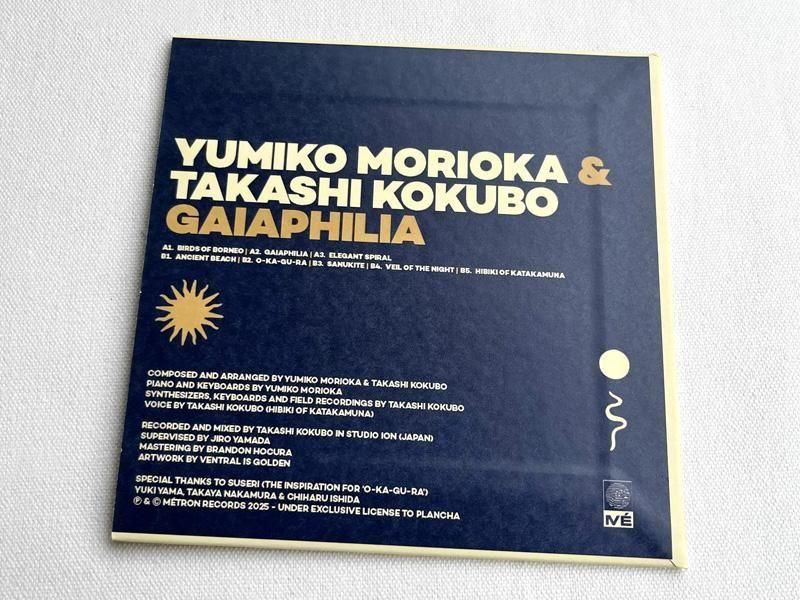 YUMIKO MORIOKA &
TAKASHI KOKUBO
GAIAPHILIA
A1. BIRDS OF BORNEO | A2. GAIAPHILIA | A3. ELEGANT SPIRAL
B1. ANCIENT BEACH | B2. O-KA-GU-RA | B3. SANUKITE | B4. VEIL OF THE NIGHT | B5. HIBIKI OF KATAKAMUNA
COMPOSED AND ARRANGED BY YUMIKO MORIOKA & TAKASHI KOKUBO
PIANO AND KEYBOARDS BY YUMIKO MORIOKA
SYNTHESIZERS, KEYBOARDS AND FIELD RECORDINGS BY TAKASHI KOKUBO
VOICE BY TAKASHI KOKUBO (HIBIKI OF KATAKAMUNA)
RECORDED AND MIXED BY TAKASHI KOKUBO IN STUDIO ION (JAPAN)
SUPERVISED BY JIRO YAMADA
MASTERING BY BRANDON HOCURA
ARTWORK BY VENTRAL IS GOLDEN
SPECIAL THANKS TO SUSERI (THE INSPIRATION FOR 'O-KA-GU-RA')
YUKI YAMA, TAKAYA NAKAMURA & CHIHARU ISHIDA
℗ & © MÉTRON RECORDS 2025 – UNDER EXCLUSIVE LICENSE TO PLANCHA
MÉ